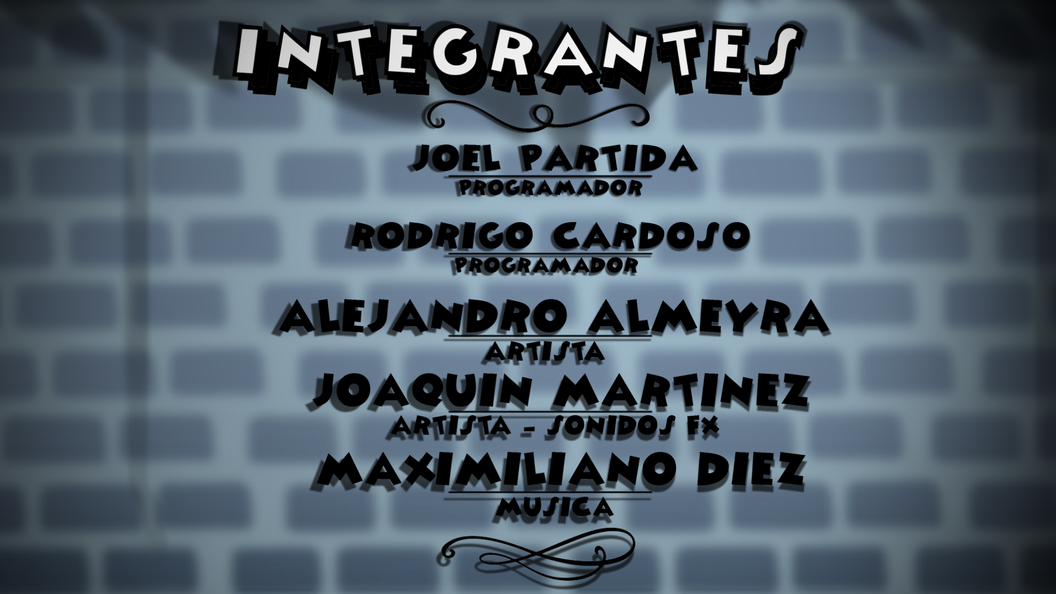 INTEGRANTES
JOEL PARTIDA
PROGRAMADOR
RODRIGO CARDOSO
PROGRAMADOR
ALEJANDRO ALMEYRA
ARTISTA
JOAQUIN MARTINEZ
ARTISTA - SONIDOS FX
MAXIMILIANO DIEZ
MUSICA